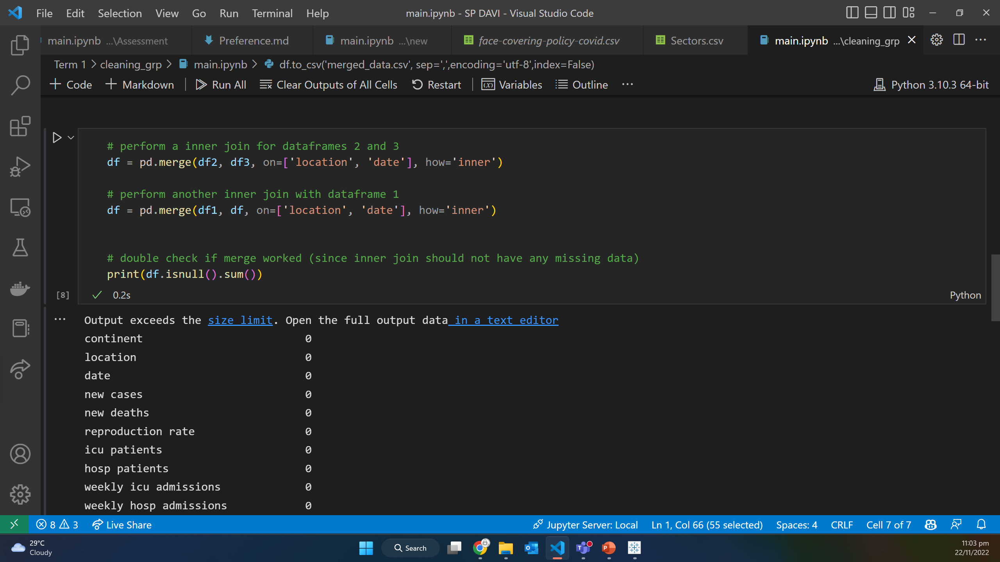 File Edit Selection View Go Run Terminal Help main.ipynb - SP DAVI - Visual Studio Code
main.ipynb ...\Assessment Preference.md main.ipynb ...\new face-covering-policy-covid.csv Sectors.csv main.ipynb ...\cleaning_grp
Term 1 > cleaning_grp > main.ipynb > df.to_csv('merged_data.csv', sep=',',encoding='utf-8',index=False)
+ Code + Markdown Run All Clear Outputs of All Cells Restart Variables Outline ... Python 3.10.3 64-bit
# perform a inner join for dataframes 2 and 3
df = pd.merge(df2, df3, on=['location', 'date'], how='inner')
# perform another inner join with dataframe 1
df = pd.merge(df1, df, on=['location', 'date'], how='inner')
# double check if merge worked (since inner join should not have any missing data)
print(df.isnull().sum())
[8] ✓ 0.2s Python
... Output exceeds the size limit. Open the full output data in a text editor
continent 0
location 0
date 0
new cases 0
new deaths 0
reproduction rate 0
icu patients 0
hosp patients 0
weekly icu admissions 0
weekly hosp admissions 0
8 3 Live Share Jupyter Server: Local Ln 1, Col 66 (55 selected) Spaces: 4 CRLF Cell 7 of 7
29°C
Cloudy
Search
11:03 pm
22/11/2022